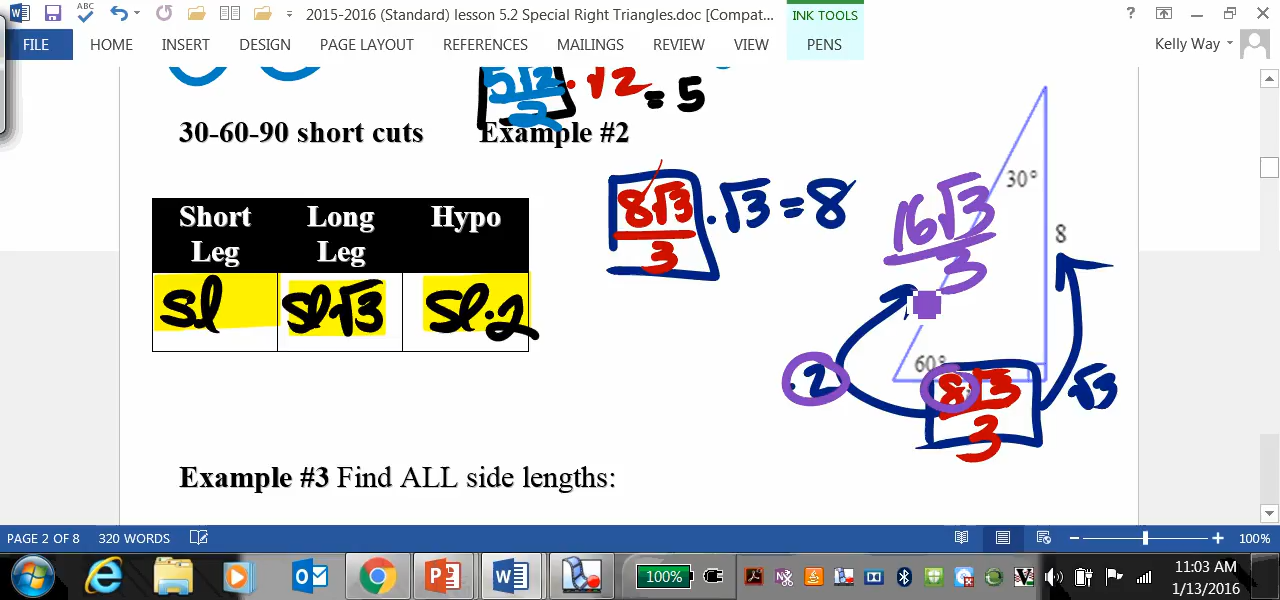 2015-2016 (Standard) lesson 5.2 Special Right Triangles.doc [Compat...
INK TOOLS
?
FILE
HOME
INSERT
DESIGN
PAGE LAYOUT
REFERENCES
MAILINGS
REVIEW
VIEW
PENS
Kelly Way
5√2/2 · √2 = 5
30-60-90 short cuts
Example #2
Short Leg
Long Leg
Hypo
sl
sl√3
sl·2
8√3/3 · √3 = 8
16√3/3
30°
8
60°
·2
8√3/3
√3
Example #3 Find ALL side lengths:
PAGE 2 OF 8
320 WORDS
100%
100%
11:03 AM
1/13/2016